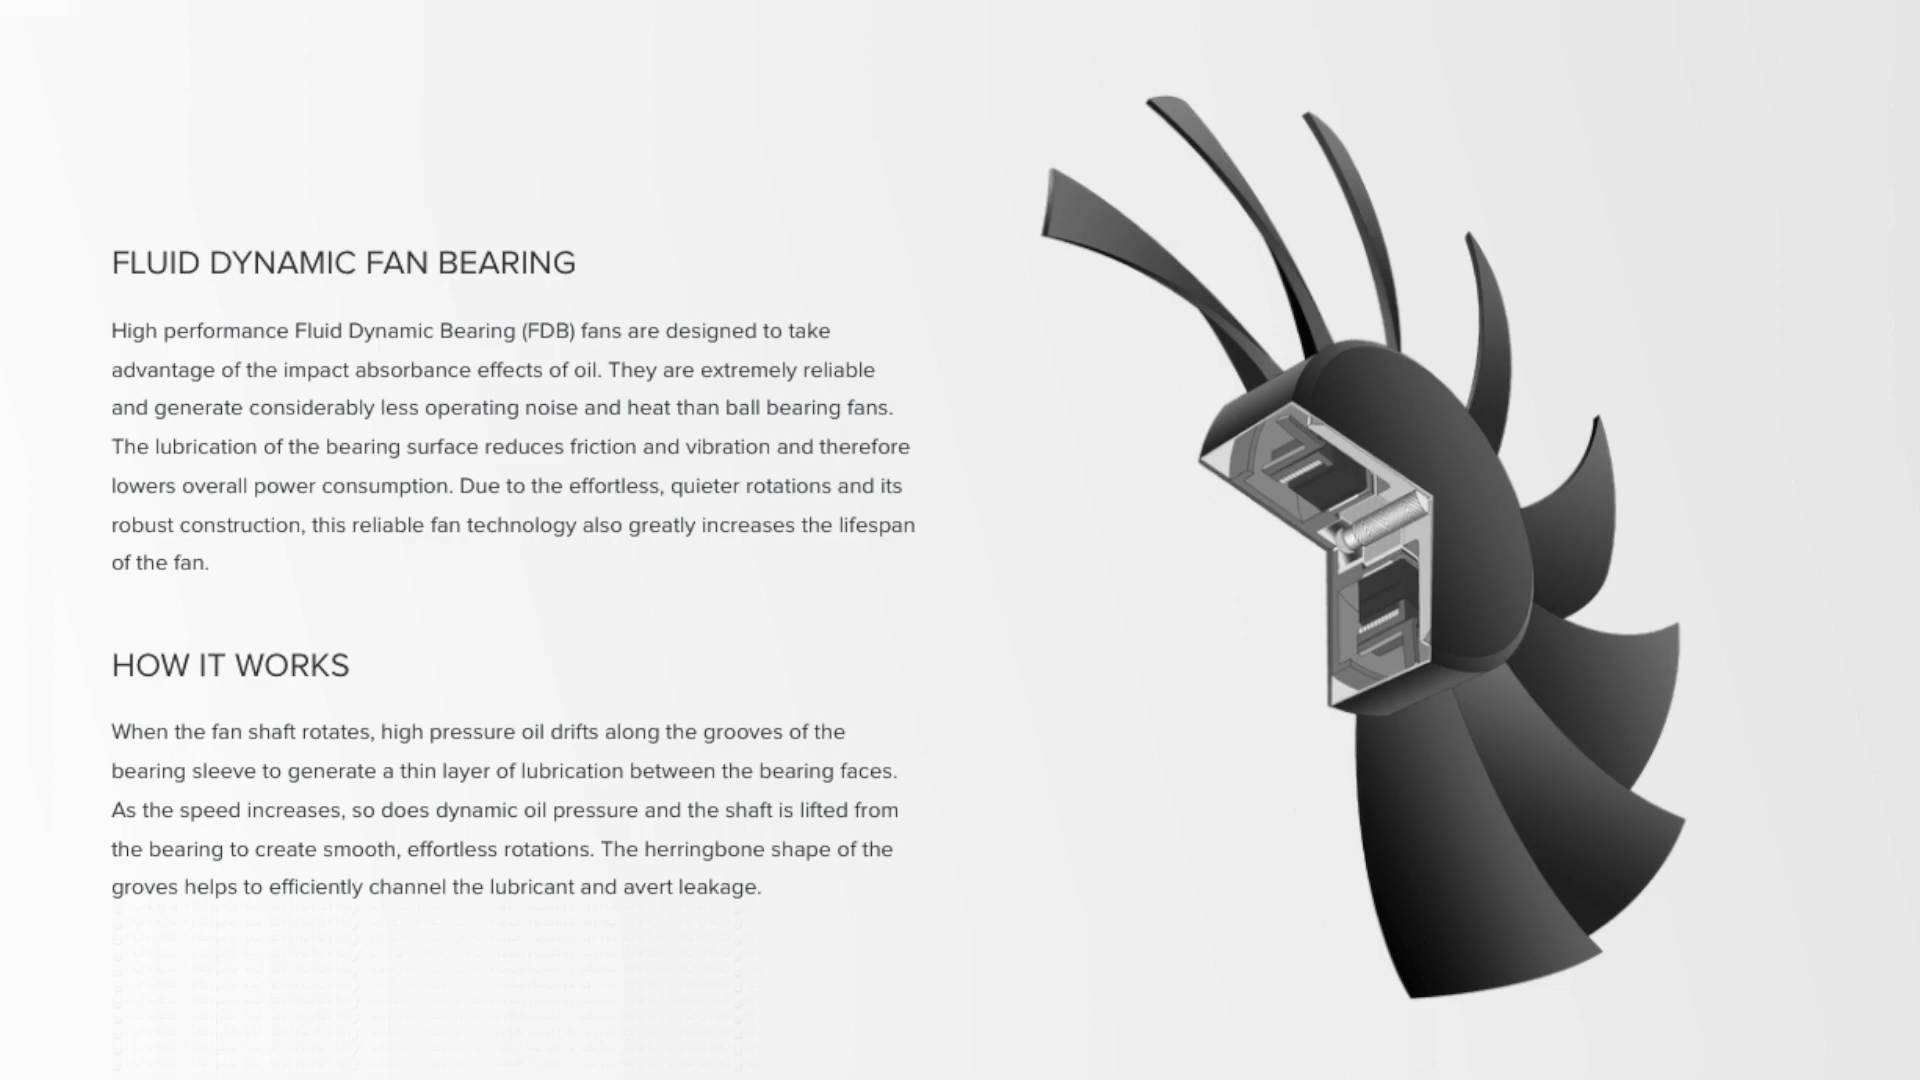 FLUID DYNAMIC FAN BEARING
High performance Fluid Dynamic Bearing (FDB) fans are designed to take
advantage of the impact absorbance effects of oil. They are extremely reliable
and generate considerably less operating noise and heat than ball bearing fans.
The lubrication of the bearing surface reduces friction and vibration and therefore
lowers overall power consumption. Due to the effortless, quieter rotations and its
robust construction, this reliable fan technology also greatly increases the lifespan
of the fan.
HOW IT WORKS
When the fan shaft rotates, high pressure oil drifts along the grooves of the
bearing sleeve to generate a thin layer of lubrication between the bearing faces.
As the speed increases, so does dynamic oil pressure and the shaft is lifted from
the bearing to create smooth, effortless rotations. The herringbone shape of the
groves helps to efficiently channel the lubricant and avert leakage.